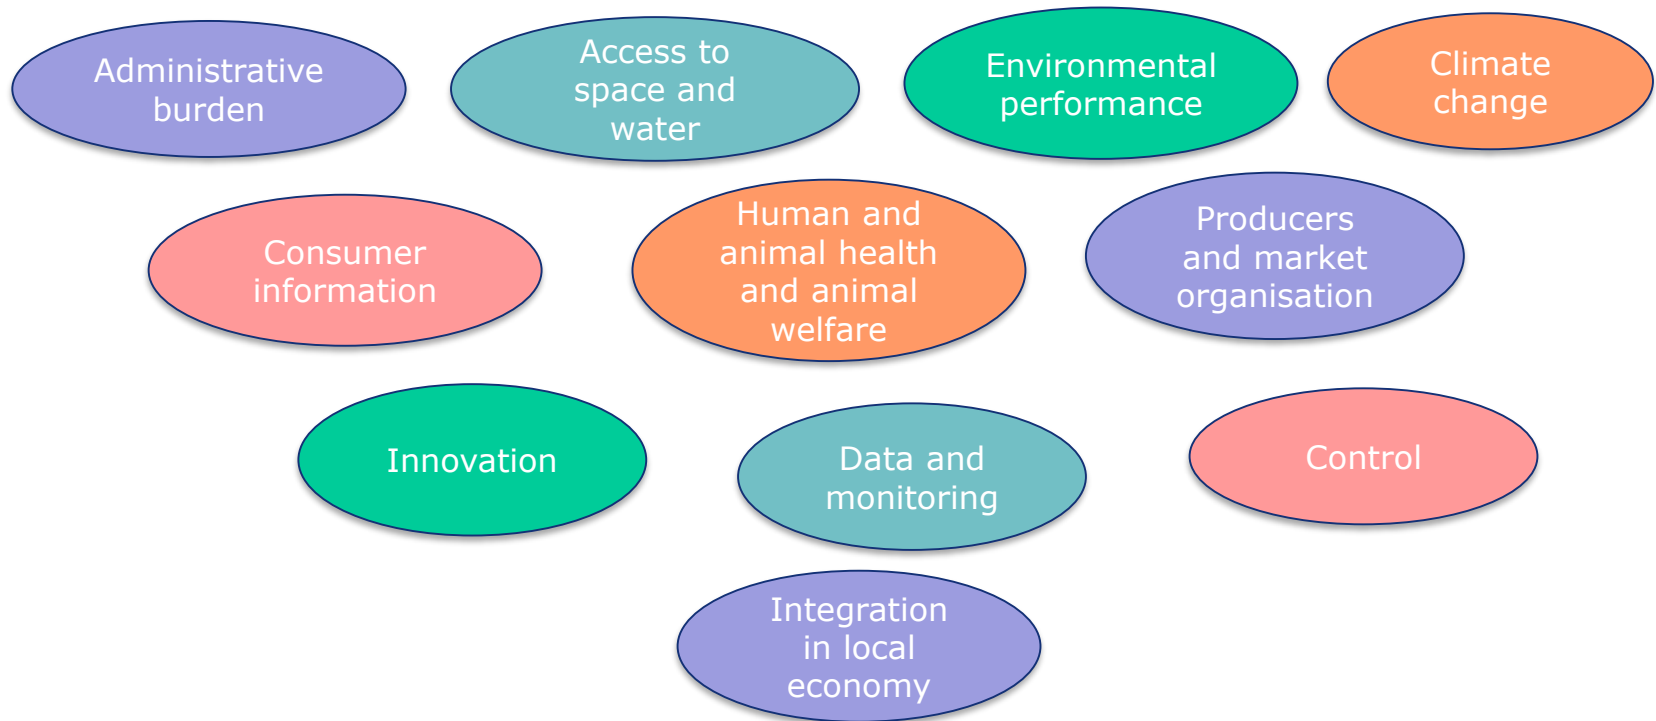 Administrative
burden
Access to
space and
water
Environmental
performance
Climate
change
Consumer
information
Human and
animal health
and animal
welfare
Producers
and market
organisation
Innovation
Data and
monitoring
Control
Integration
in local
economy